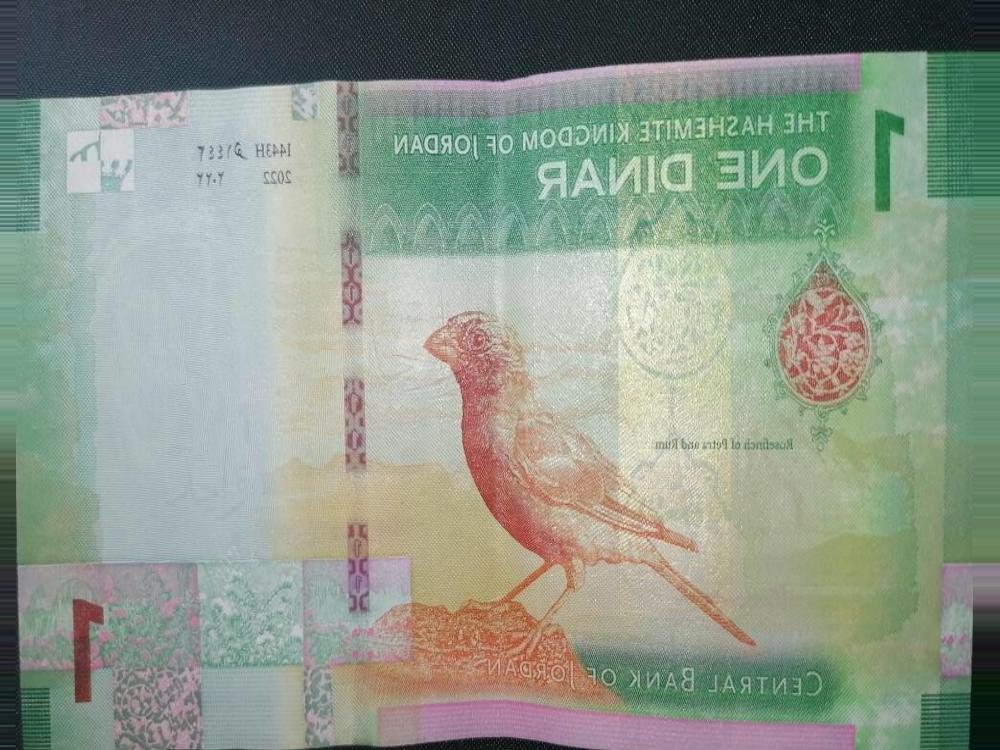 THE HASHEMITE KINGDOM OF JORDAN
ONE DINAR
1
1443H ١٤٤٣هـ
2022 ٢٠٢٢
Rosefinch of Petra and Rum
1
CENTRAL BANK OF JORDAN